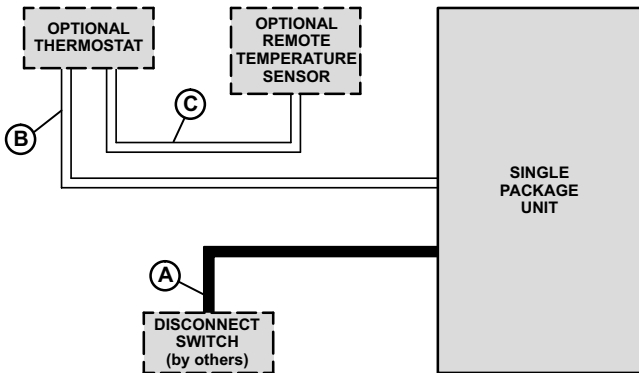 OPTIONAL
THERMOSTAT
OPTIONAL
REMOTE
TEMPERATURE
SENSOR
C
B
SINGLE
PACKAGE
UNIT
A
DISCONNECT
SWITCH
(by others)